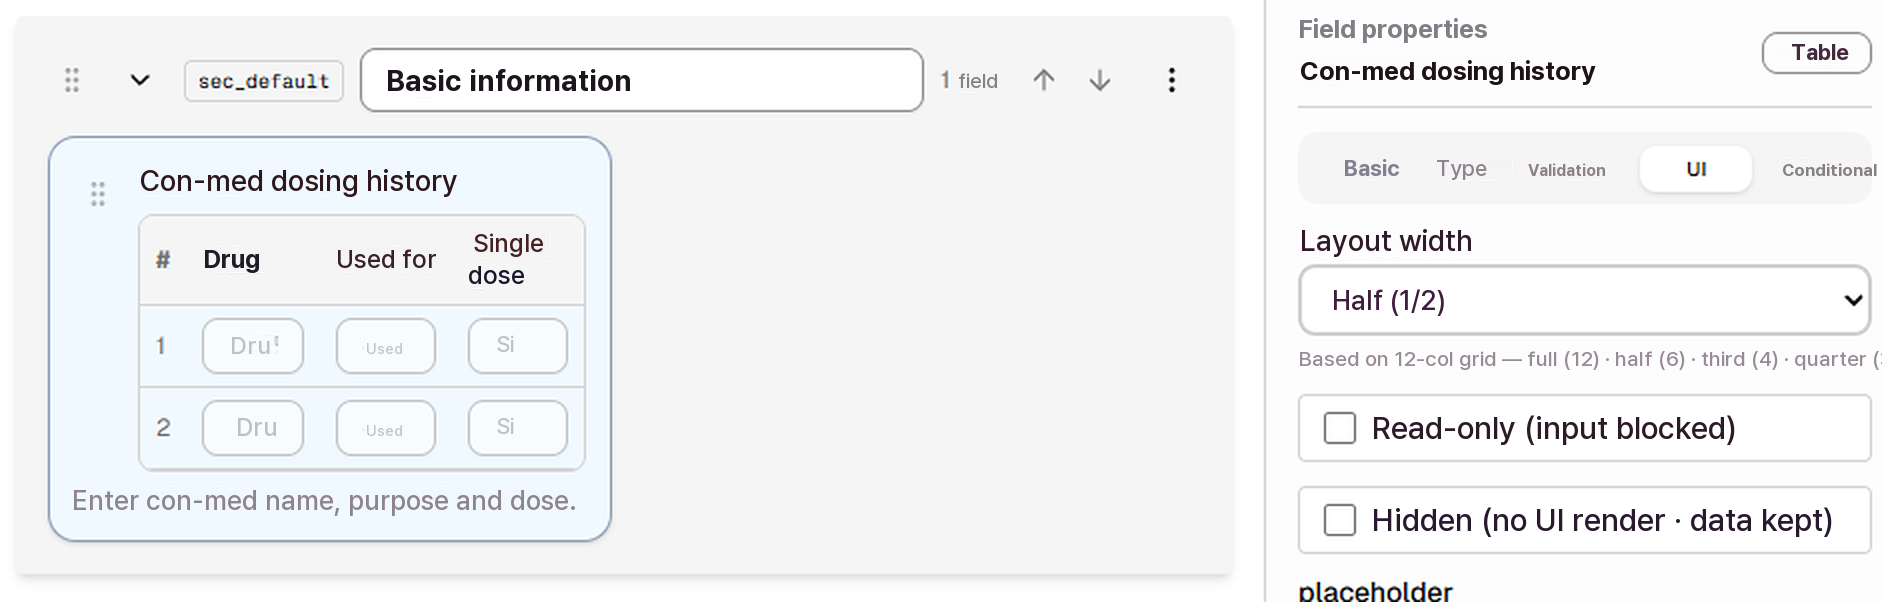 sec_default
Basic information
1 field
Con-med dosing history
# Drug Used for Single dose
1 Dru Used Si
2 Dru Used Si
Enter con-med name, purpose and dose.
Field properties
Con-med dosing history
Table
Basic Type Validation UI Conditional
Layout width
Half (1/2)
Based on 12-col grid — full (12) · half (6) · third (4) · quarter (
Read-only (input blocked)
Hidden (no UI render · data kept)
placeholder